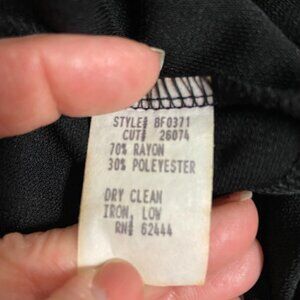 STYLE# 8F0371
CUT# 26074
70% RAYON
30% POLEYESTER
DRY CLEAN
IRON, LOW
RN# 62444